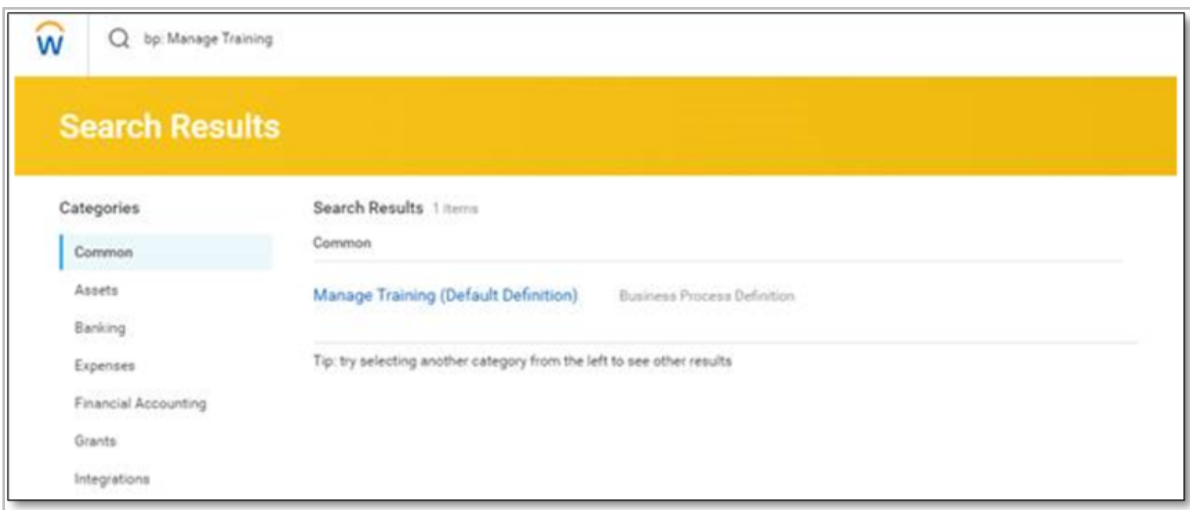 bp: Manage Training
Search Results
Categories
Search Results 1 items
Common
Common
Manage Training (Default Definition) Business Process Definition
Assets
Banking
Tip: try selecting another category from the left to see other results
Expenses
Financial Accounting
Grants
Integrations